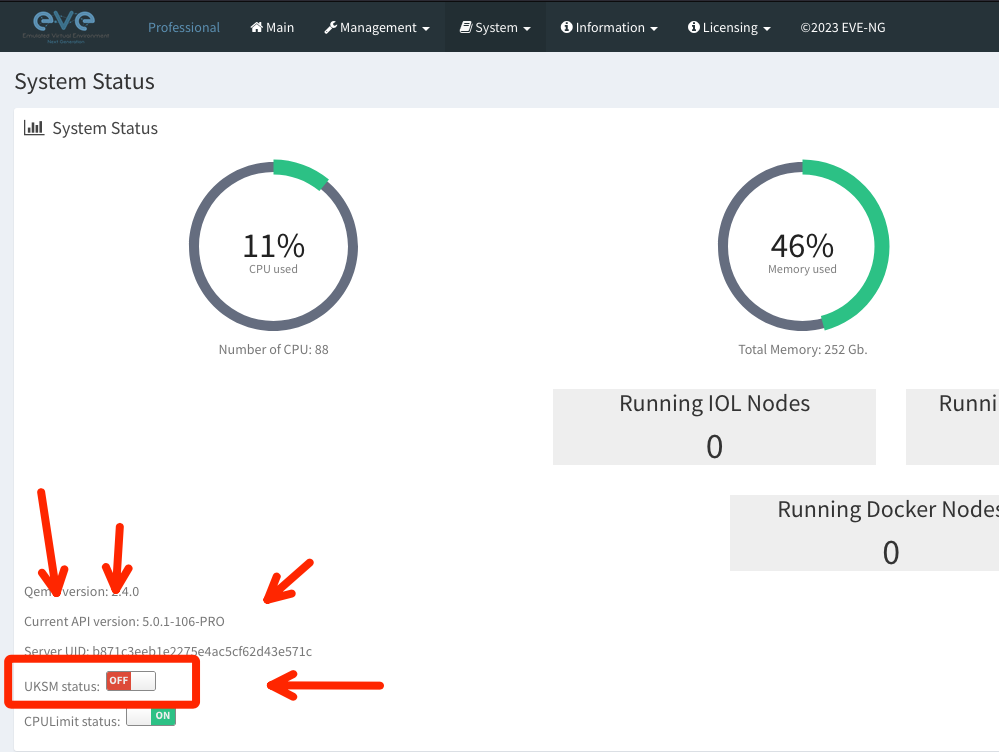 eve
Emulated Virtual Environment
Next Generation
Professional Main Management System Information Licensing ©2023 EVE-NG
System Status
System Status
11%
CPU used
46%
Memory used
Number of CPU: 88
Total Memory: 252 Gb.
Running IOL Nodes
Runni
0
Running Docker Nodes
0
version: .4.0
Current API version: 5.0.1-106-PRO
Server UID: b871c3eeb1e2275e4ac5cf62d43e571c
UKSM status: OFF
CPULimit status: ON